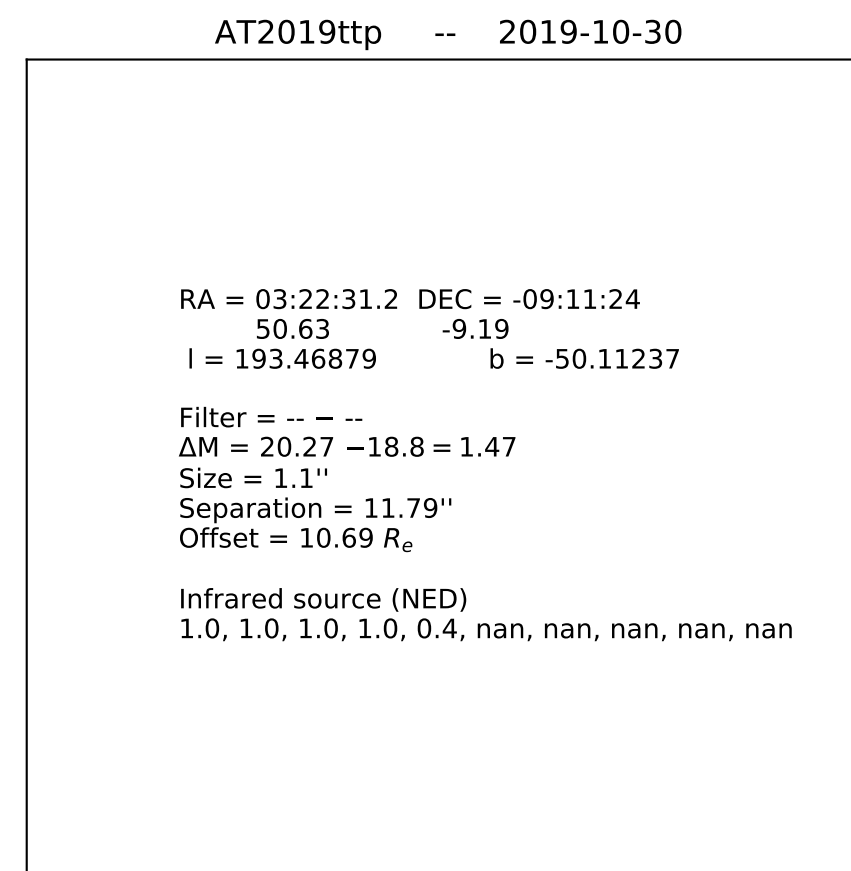 AT2019ttp -- 2019-10-30
RA = 03:22:31.2 DEC = -09:11:24
50.63 -9.19
l = 193.46879 b = -50.11237
Filter = -- − --
ΔM = 20.27 −18.8 = 1.47
Size = 1.1''
Separation = 11.79''
Offset = 10.69 Rₑ
Infrared source (NED)
1.0, 1.0, 1.0, 1.0, 0.4, nan, nan, nan, nan, nan